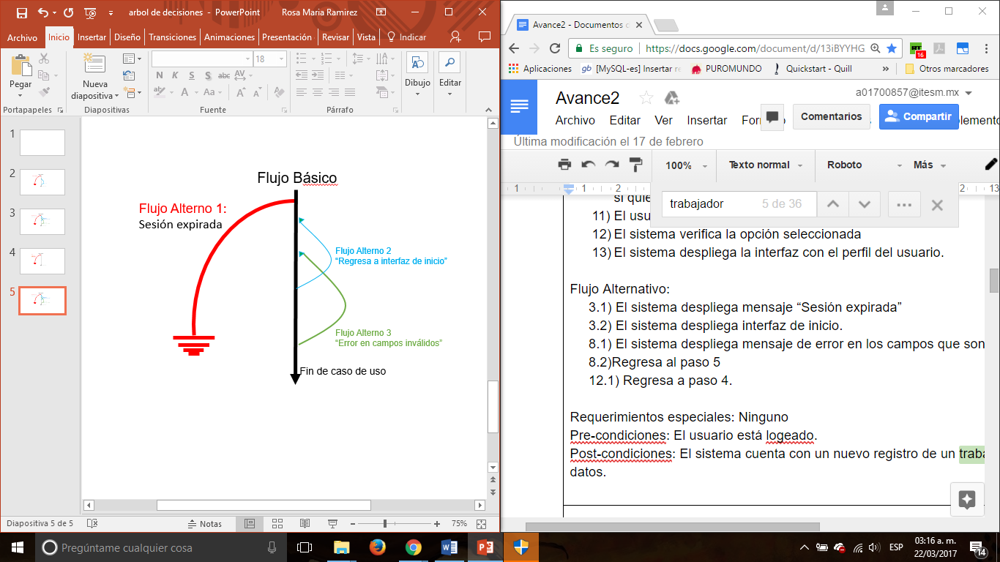 arbol de decisiones - PowerPoint
Rosa Maria Ramirez
Archivo Inicio Insertar Diseño Transiciones Animaciones Presentación Revisar Vista Indicar
18
Pegar
Nueva
diapositiva
N K S S abc AV
A Aa A A
Dibujo
Editar
Portapapeles
Diapositivas
Fuente
Párrafo
1
2
3
4
5
Flujo Básico
Flujo Alterno 1:
Sesión expirada
Flujo Alterno 2
“Regresa a interfaz de inicio”
Flujo Alterno 3
“Error en campos inválidos”
Fin de caso de uso
Diapositiva 5 de 5
Notas
75%
Avance2 - Documentos d
Es seguro
https://docs.google.com/document/d/13iBYYHG
16
Aplicaciones
gb [MySQL-es] Insertar re
PUROMUNDO
Quickstart - Quill
»
Otros marcadores
Avance2
a01700857@itesm.mx
Archivo Editar Ver Insertar
Comentarios
Compartir
Última modificación el 17 de febrero
100%
Texto normal
Roboto
Más
1 1 2
12 13
trabajador 5 de 36
si quie
11) El usu
12) El sistema verifica la opción seleccionada
13) El sistema despliega la interfaz con el perfil del usuario.
Flujo Alternativo:
3.1) El sistema despliega mensaje “Sesión expirada”
3.2) El sistema despliega interfaz de inicio.
8.1) El sistema despliega mensaje de error en los campos que son
8.2)Regresa al paso 5
12.1) Regresa a paso 4.
Requerimientos especiales: Ninguno
Pre-condiciones: El usuario está logeado.
Post-condiciones: El sistema cuenta con un nuevo registro de un traba
datos.
Pregúntame cualquier cosa
ESP
03:16 a. m.
22/03/2017
14